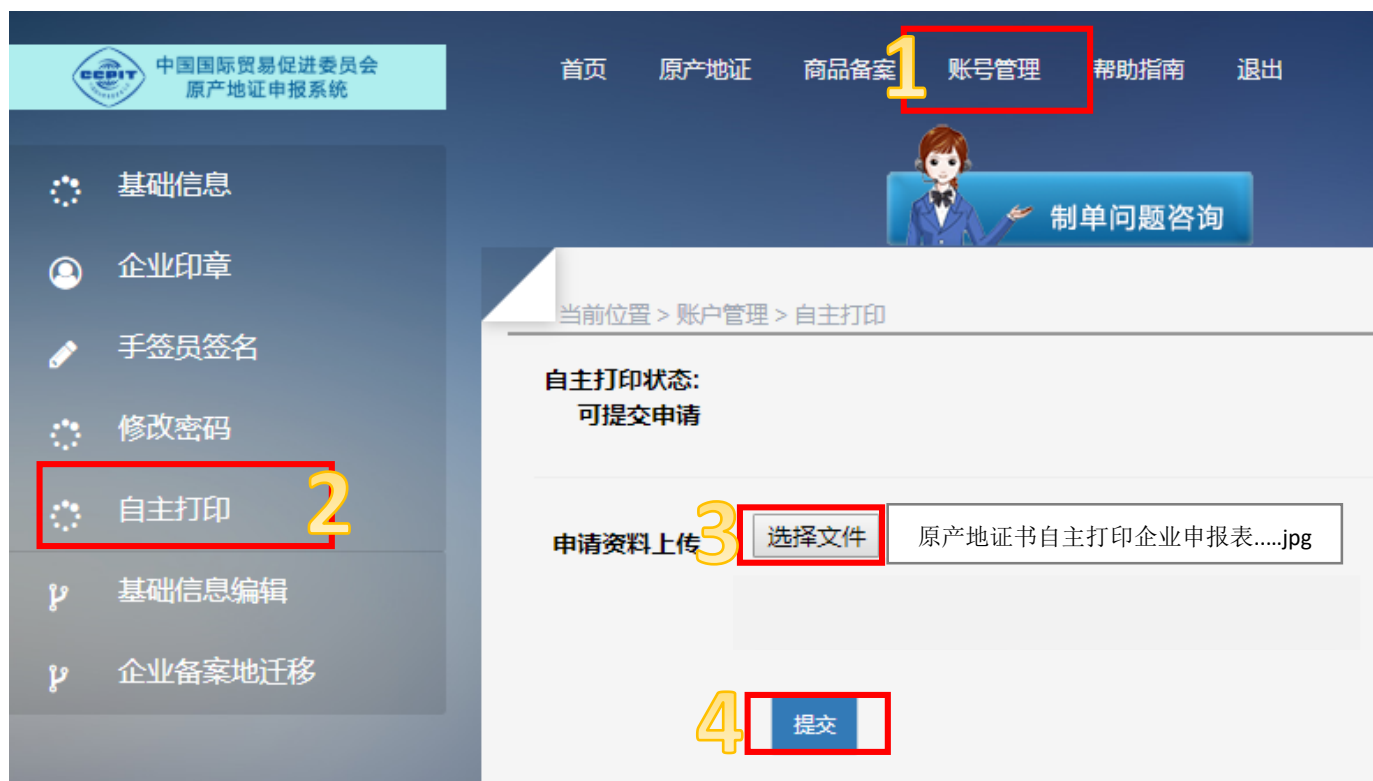 CCPIT
中国国际贸易促进委员会
原产地证申报系统
首页 原产地证 商品备案 1 账号管理 帮助指南 退出
制单问题咨询
基础信息
企业印章
手签员签名
修改密码
自主打印 2
基础信息编辑
企业备案地迁移
当前位置 > 账户管理 > 自主打印
自主打印状态:
可提交申请
申请资料上传 3 选择文件 原产地证书自主打印企业申报表.....jpg
4 提交